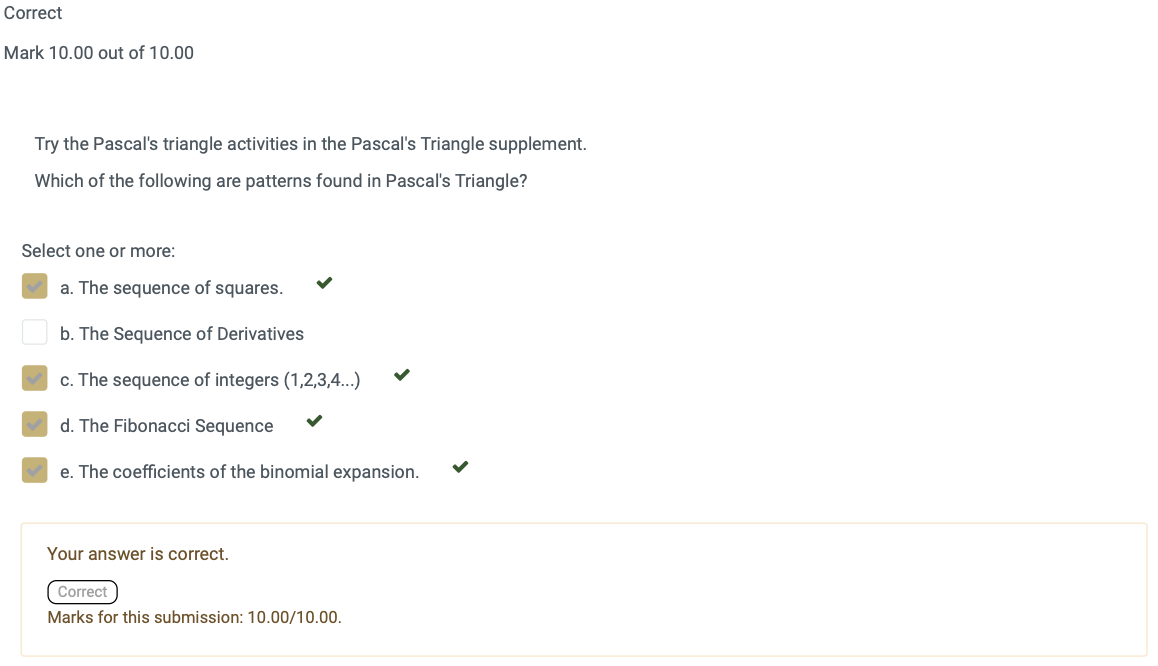 Correct
Mark 10.00 out of 10.00
Try the Pascal's triangle activities in the Pascal's Triangle supplement.
Which of the following are patterns found in Pascal's Triangle?
Select one or more:
a. The sequence of squares.
b. The Sequence of Derivatives
c. The sequence of integers (1,2,3,4...)
d. The Fibonacci Sequence
e. The coefficients of the binomial expansion.
Your answer is correct.
Correct
Marks for this submission: 10.00/10.00.